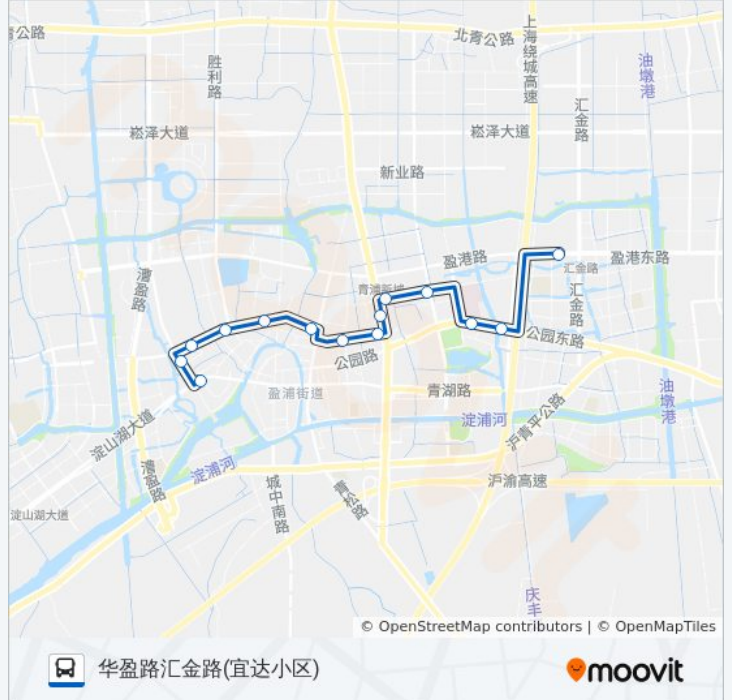 青公路
北青公路
上海绕城高速
油墩港
胜利路
汇金路
崧泽大道
崧泽大道
新业路
盈港路
盈港东路
汇金路
漕盈路
青浦新城
汇金路
公园东路
公园路
盈浦街道
青湖路
油墩港
淀浦河
沪青平公路
淀山湖大道
淀浦河
漕盈路
沪渝高速
城中南路
青松路
淀山湖大道
庆丰
© OpenStreetMap contributors | © OpenMapTiles
华盈路汇金路(宜达小区)
moovit